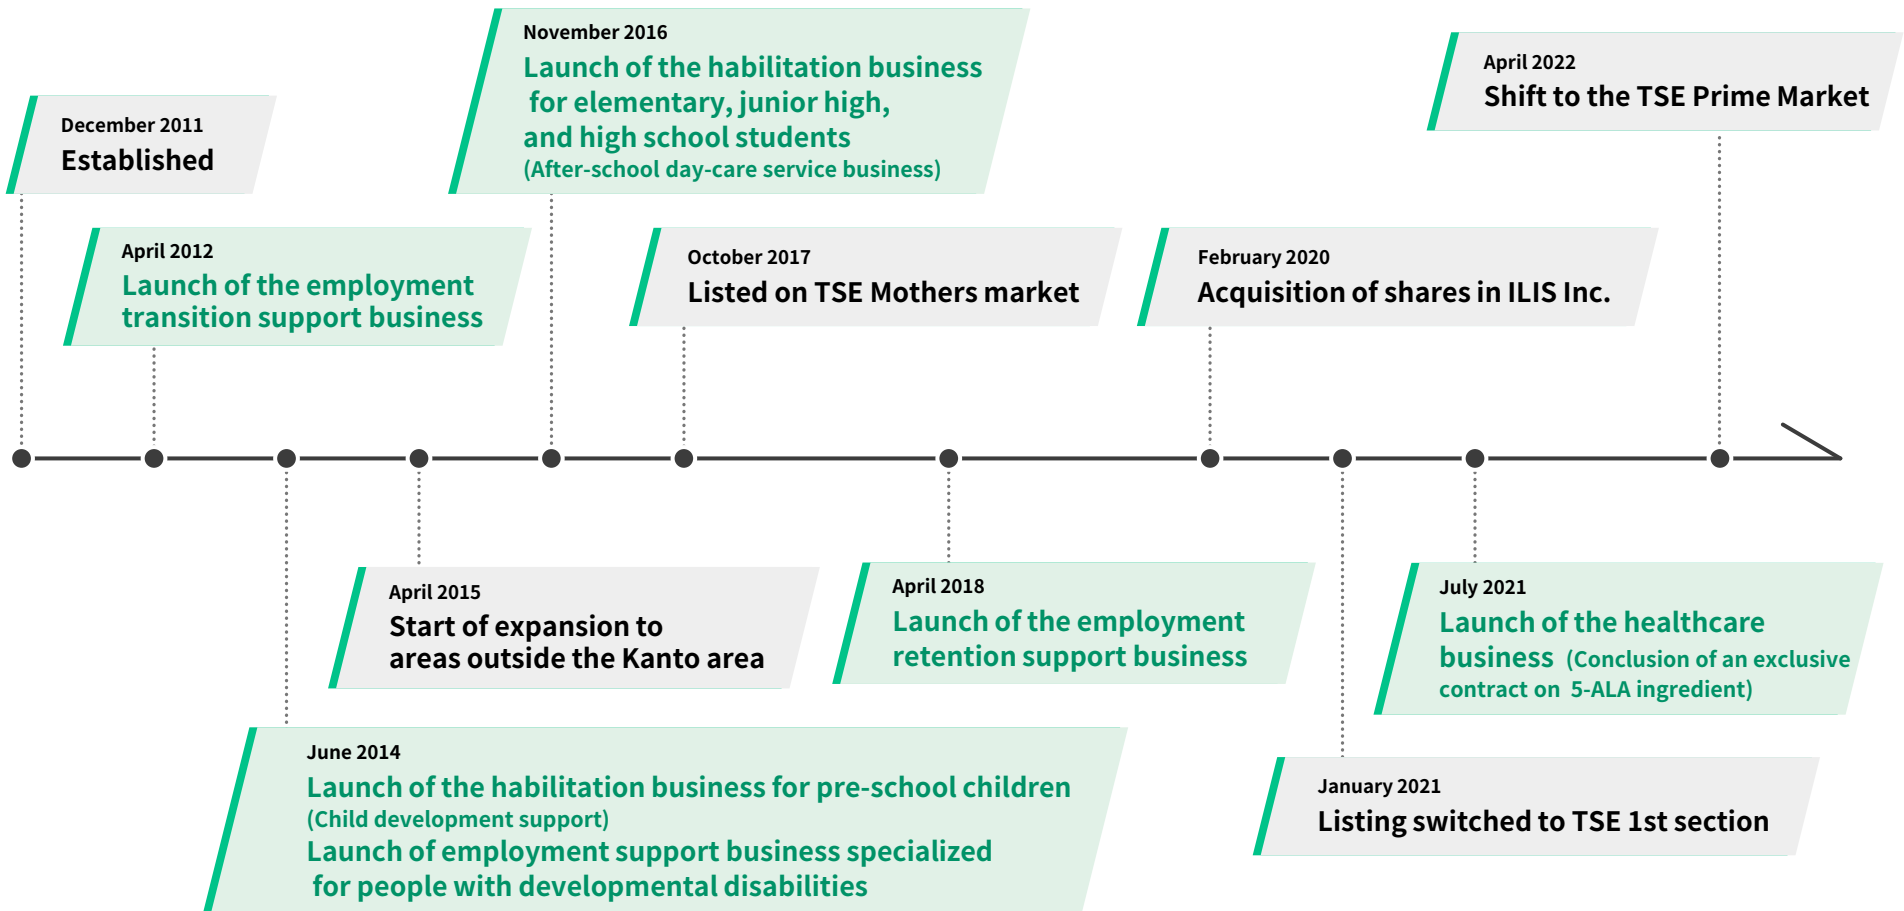 December 2011
Established
April 2012
Launch of the employment
transition support business
June 2014
Launch of the habilitation business for pre-school children
(Child development support)
Launch of employment support business specialized
for people with developmental disabilities
April 2015
Start of expansion to
areas outside the Kanto area
November 2016
Launch of the habilitation business
for elementary, junior high,
and high school students
(After-school day-care service business)
October 2017
Listed on TSE Mothers market
April 2018
Launch of the employment
retention support business
February 2020
Acquisition of shares in ILIS Inc.
January 2021
Listing switched to TSE 1st section
July 2021
Launch of the healthcare
business (Conclusion of an exclusive
contract on 5-ALA ingredient)
April 2022
Shift to the TSE Prime Market